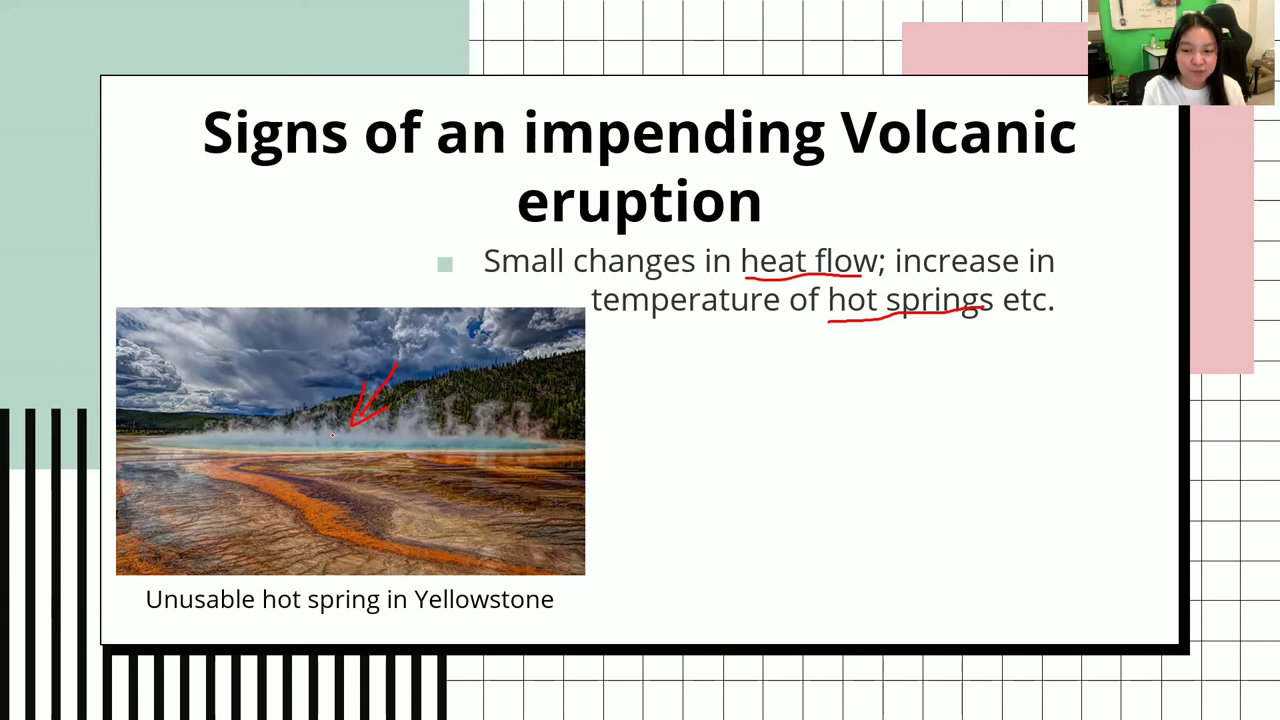 Signs of an impending Volcanic
eruption
Small changes in heat flow; increase in
temperature of hot springs etc.
Unusable hot spring in Yellowstone